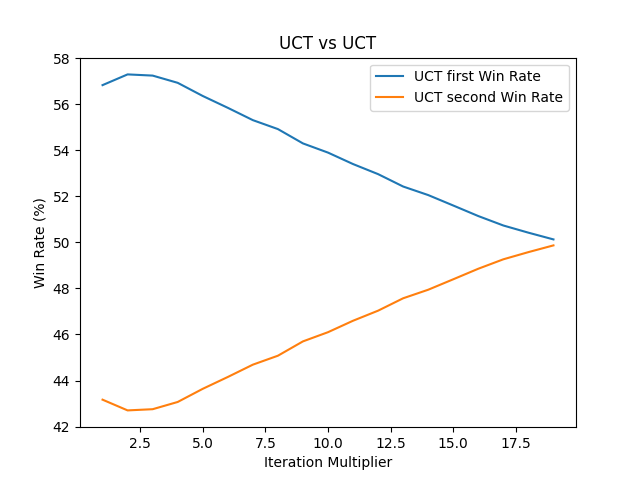 UCT vs UCT
UCT first Win Rate
UCT second Win Rate
Win Rate (%)
58
56
54
52
50
48
46
44
42
2.5 5.0 7.5 10.0 12.5 15.0 17.5
Iteration Multiplier